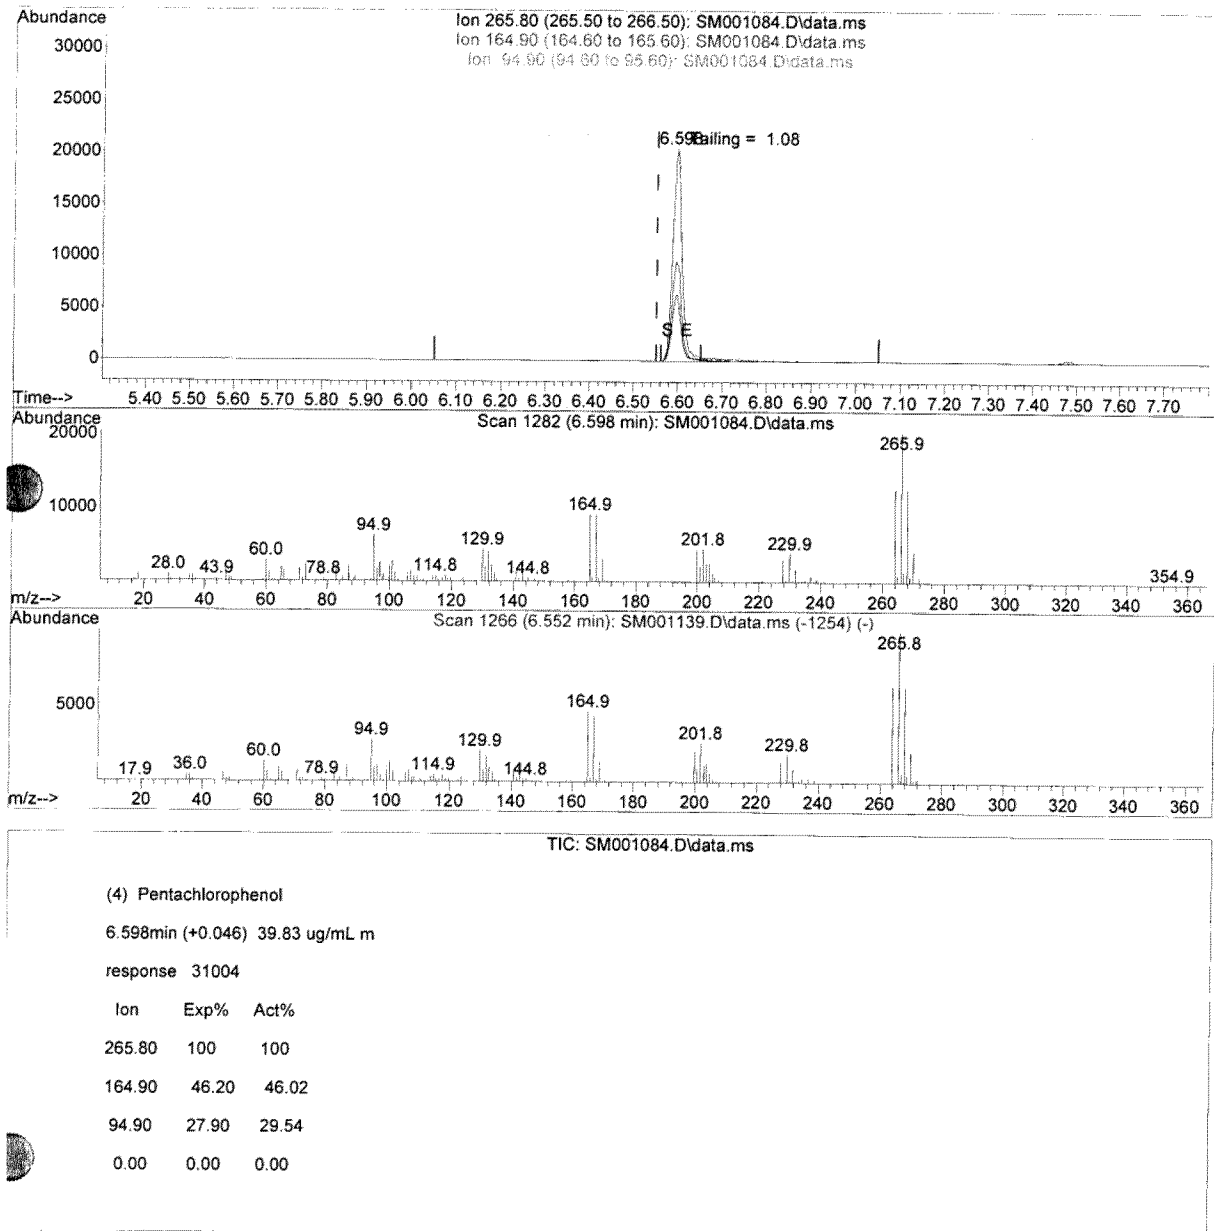 Abundance
Ion 265.80 (265.50 to 266.50): SM001084.D\data.ms
Ion 164.90 (164.60 to 165.60): SM001084.D\data.ms
Ion 94.90 (94.60 to 95.60): SM001084.D\data.ms
30000
25000
20000
6.598 Tailing = 1.08
15000
10000
5000
S E
0
Time--> 5.40 5.50 5.60 5.70 5.80 5.90 6.00 6.10 6.20 6.30 6.40 6.50 6.60 6.70 6.80 6.90 7.00 7.10 7.20 7.30 7.40 7.50 7.60 7.70
Abundance
Scan 1282 (6.598 min): SM001084.D\data.ms
20000
265.9
10000
164.9
94.9
129.9 201.8 229.9
28.0 43.9 60.0 78.8 114.8 144.8 354.9
m/z--> 20 40 60 80 100 120 140 160 180 200 220 240 260 280 300 320 340 360
Abundance
Scan 1266 (6.552 min): SM001139.D\data.ms (-1254) (-)
265.8
5000
164.9
94.9
129.9 201.8 229.8
17.9 36.0 60.0 78.9 114.9 144.8
m/z--> 20 40 60 80 100 120 140 160 180 200 220 240 260 280 300 320 340 360
TIC: SM001084.D\data.ms
(4) Pentachlorophenol
6.598min (+0.046) 39.83 ug/mL m
response 31004
Ion Exp% Act%
265.80 100 100
164.90 46.20 46.02
94.90 27.90 29.54
0.00 0.00 0.00